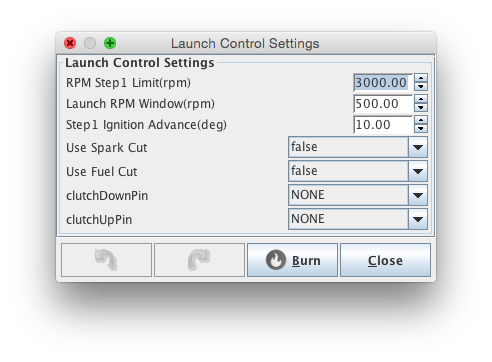 Launch Control Settings
Launch Control Settings
RPM Step1 Limit(rpm) 3000.00
Launch RPM Window(rpm) 500.00
Step1 Ignition Advance(deg) 10.00
Use Spark Cut false
Use Fuel Cut false
clutchDownPin NONE
clutchUpPin NONE
Burn Close